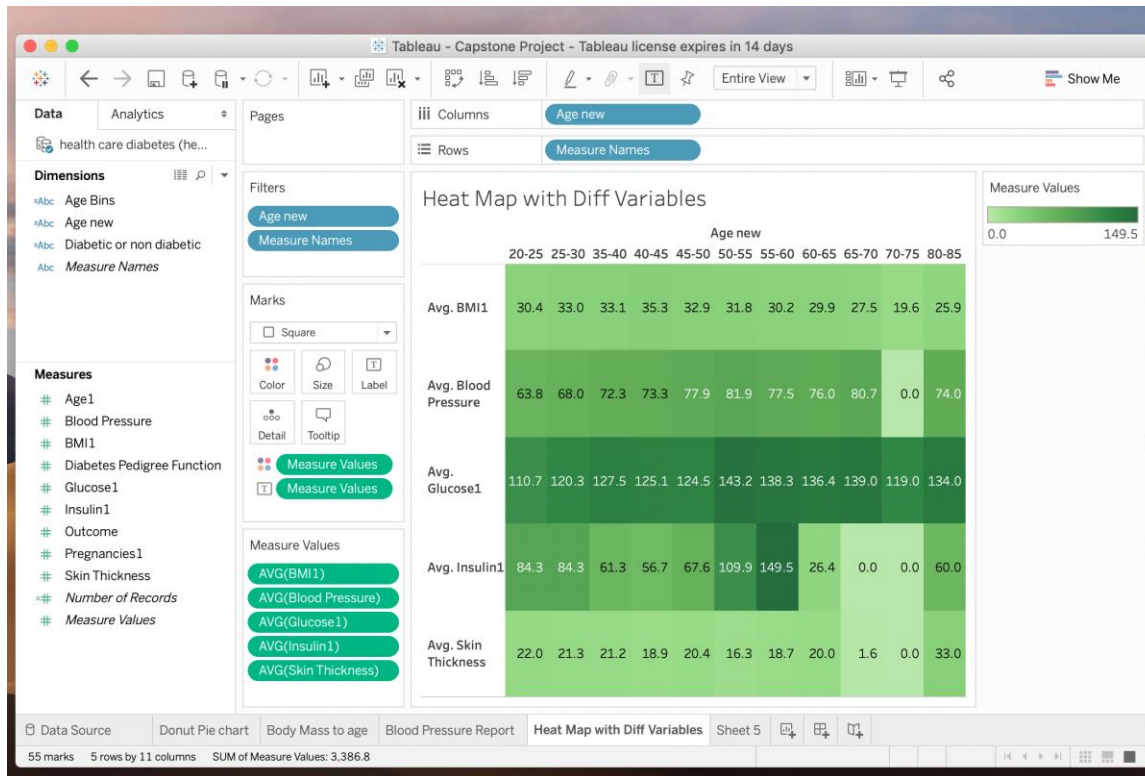 Tableau - Capstone Project - Tableau license expires in 14 days
Entire View
Show Me
Data Analytics
health care diabetes (he...
Dimensions
Abc Age Bins
Abc Age new
Abc Diabetic or non diabetic
Abc Measure Names
Measures
Age1
Blood Pressure
BMI1
Diabetes Pedigree Function
Glucose1
Insulin1
Outcome
Pregnancies1
Skin Thickness
Number of Records
Measure Values
Pages
Filters
Age new
Measure Names
Marks
Square
Color Size Label
Detail Tooltip
Measure Values
Measure Values
Measure Values
AVG(BMI1)
AVG(Blood Pressure)
AVG(Glucose1)
AVG(Insulin1)
AVG(Skin Thickness)
Columns Age new
Rows Measure Names
Heat Map with Diff Variables
Age new
20-25 25-30 35-40 40-45 45-50 50-55 55-60 60-65 65-70 70-75 80-85
Avg. BMI1 30.4 33.0 33.1 35.3 32.9 31.8 30.2 29.9 27.5 19.6 25.9
Avg. Blood
Pressure 63.8 68.0 72.3 73.3 77.9 81.9 77.5 76.0 80.7 0.0 74.0
Avg.
Glucose1 110.7 120.3 127.5 125.1 124.5 143.2 138.3 136.4 139.0 119.0 134.0
Avg. Insulin1 84.3 84.3 61.3 56.7 67.6 109.9 149.5 26.4 0.0 0.0 60.0
Avg. Skin
Thickness 22.0 21.3 21.2 18.9 20.4 16.3 18.7 20.0 1.6 0.0 33.0
Measure Values
0.0 149.5
Data Source Donut Pie chart Body Mass to age Blood Pressure Report Heat Map with Diff Variables Sheet 5
55 marks 5 rows by 11 columns SUM of Measure Values: 3,386.8